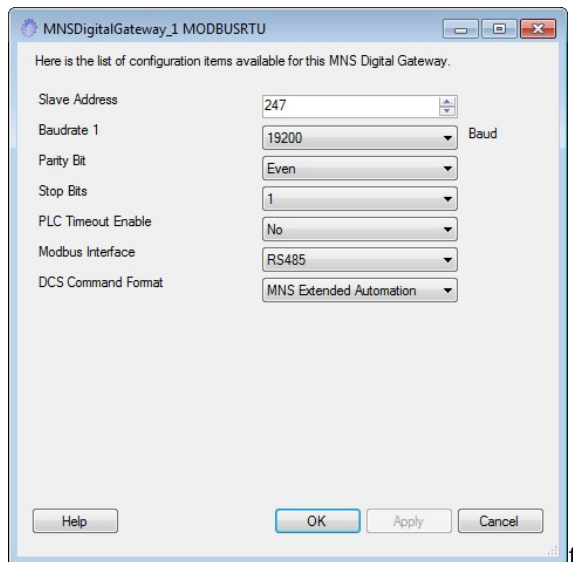 MNSDigitalGateway_1 MODBUSRTU
Here is the list of configuration items available for this MNS Digital Gateway.
Slave Address 247
Baudrate 1 19200 Baud
Parity Bit Even
Stop Bits 1
PLC Timeout Enable No
Modbus Interface RS485
DCS Command Format MNS Extended Automation
Help OK Apply Cancel